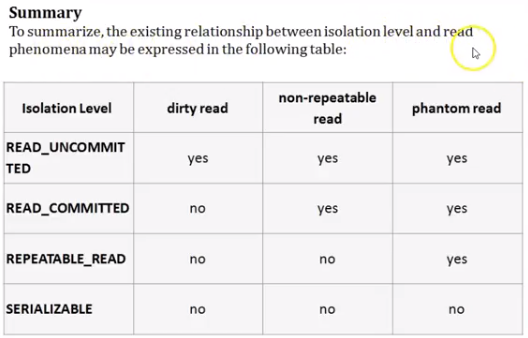 Summary
To summarize, the existing relationship between isolation level and read
phenomena may be expressed in the following table:
Isolation Level dirty read non-repeatable read phantom read
READ_UNCOMMIT
TED yes yes yes
READ_COMMITTED no yes yes
REPEATABLE_READ no no yes
SERIALIZABLE no no no